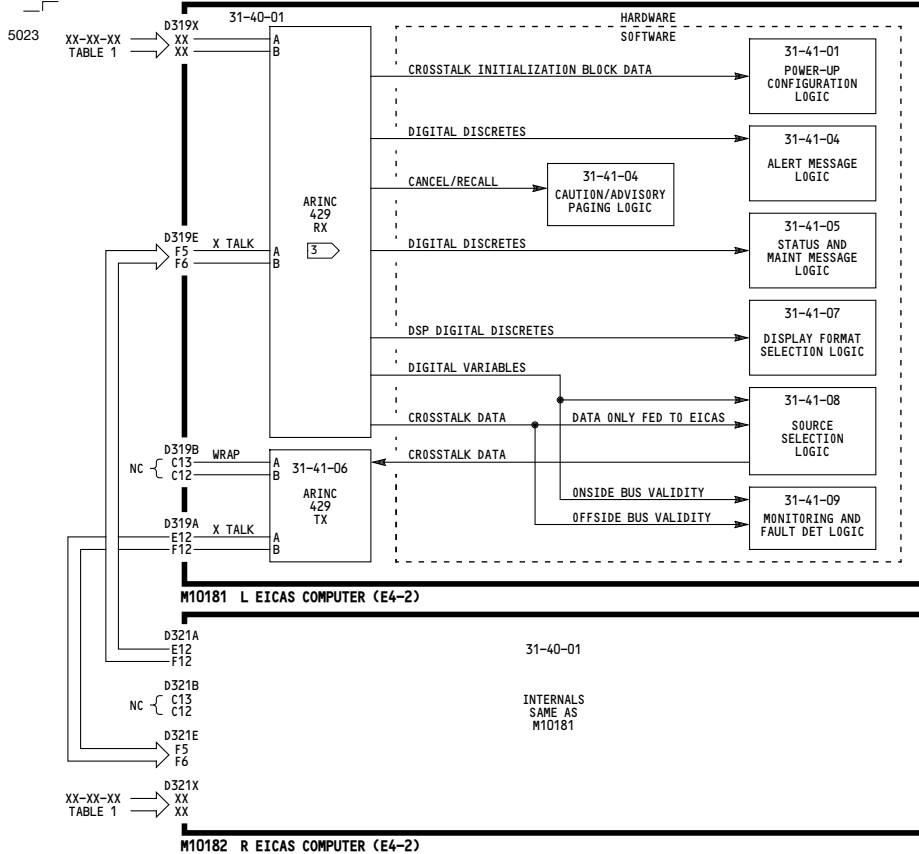 5023
XX-XX-XX
TABLE 1
D319X
XX
XX
31-40-01
A
B
ARINC
429
RX
3
HARDWARE
SOFTWARE
CROSSTALK INITIALIZATION BLOCK DATA
31-41-01
POWER-UP
CONFIGURATION
LOGIC
DIGITAL DISCRETES
31-41-04
ALERT MESSAGE
LOGIC
CANCEL/RECALL
31-41-04
CAUTION/ADVISORY
PAGING LOGIC
D319E
F5
F6
X TALK
A
B
DIGITAL DISCRETES
31-41-05
STATUS AND
MAINT MESSAGE
LOGIC
DSP DIGITAL DISCRETES
31-41-07
DISPLAY FORMAT
SELECTION LOGIC
DIGITAL VARIABLES
CROSSTALK DATA
DATA ONLY FED TO EICAS
31-41-08
SOURCE
SELECTION
LOGIC
D319B
NC
C13
C12
WRAP
A
B
31-41-06
ARINC
429
TX
CROSSTALK DATA
ONSIDE BUS VALIDITY
OFFSIDE BUS VALIDITY
31-41-09
MONITORING AND
FAULT DET LOGIC
D319A
E12
F12
X TALK
A
B
M10181 L EICAS COMPUTER (E4-2)
D321A
E12
F12
31-40-01
D321B
NC
C13
C12
INTERNALS
SAME AS
M10181
D321E
F5
F6
XX-XX-XX
TABLE 1
D321X
XX
XX
M10182 R EICAS COMPUTER (E4-2)